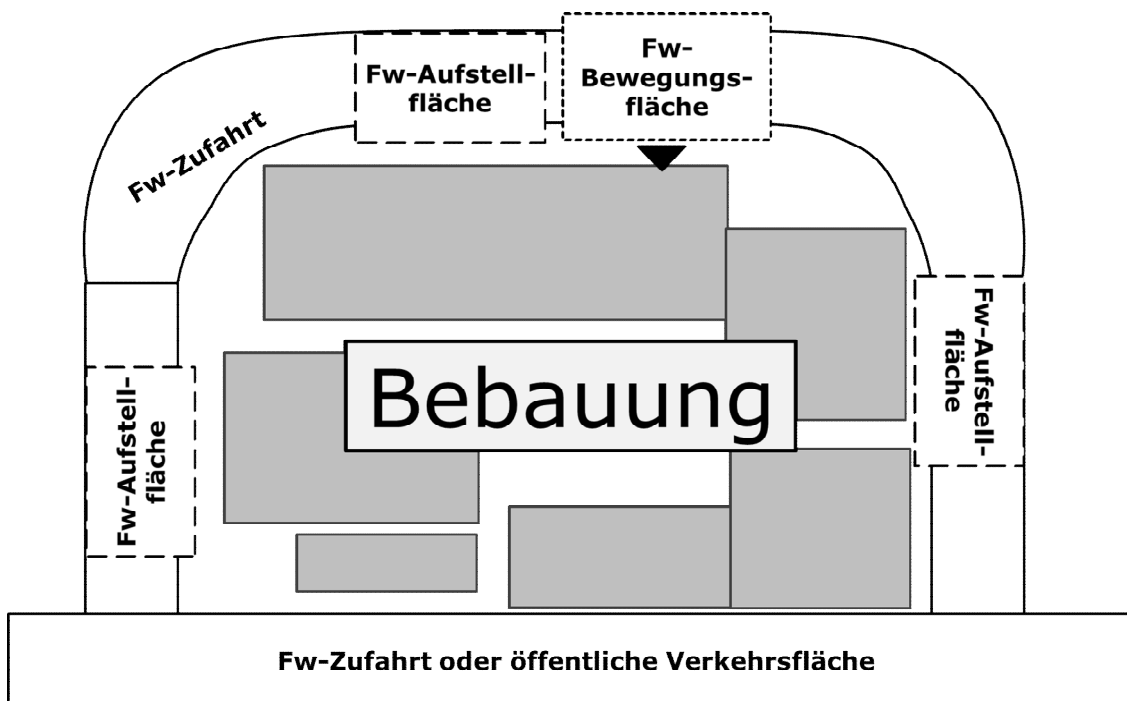 Fw-Aufstell-
fläche
Fw-
Bewegungs-
fläche
Fw-Zufahrt
Fw-Aufstell-
fläche
Bebauung
Fw-Aufstell-
fläche
Fw-Zufahrt oder öffentliche Verkehrsfläche